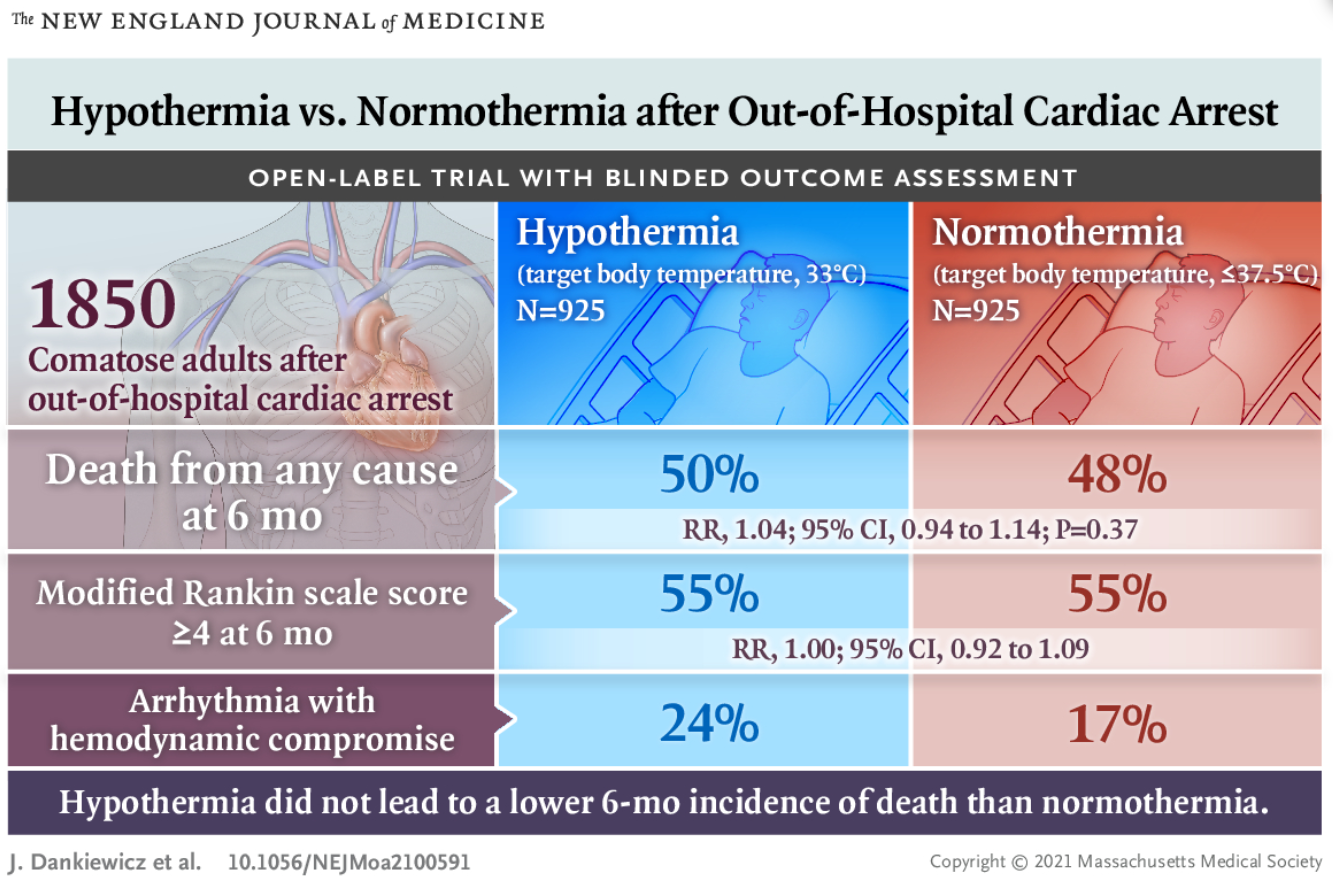 The NEW ENGLAND JOURNAL of MEDICINE
Hypothermia vs. Normothermia after Out-of-Hospital Cardiac Arrest
OPEN-LABEL TRIAL WITH BLINDED OUTCOME ASSESSMENT
1850
Comatose adults after
out-of-hospital cardiac arrest
Hypothermia
(target body temperature, 33°C)
N=925
Normothermia
(target body temperature, ≤37.5°C)
N=925
Death from any cause
at 6 mo
50%
48%
RR, 1.04; 95% CI, 0.94 to 1.14; P=0.37
Modified Rankin scale score
≥4 at 6 mo
55%
55%
RR, 1.00; 95% CI, 0.92 to 1.09
Arrhythmia with
hemodynamic compromise
24%
17%
Hypothermia did not lead to a lower 6-mo incidence of death than normothermia.
J. Dankiewicz et al. 10.1056/NEJMoa2100591
Copyright © 2021 Massachusetts Medical Society